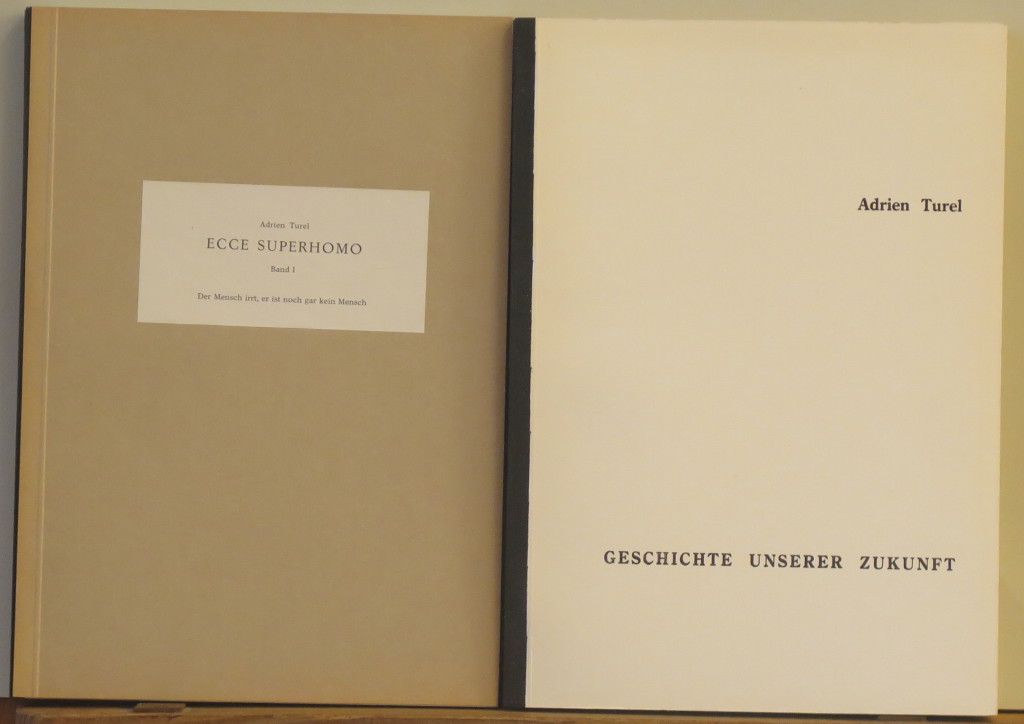 Adrien Turel
ECCE SUPERHOMO
Band I
Der Mensch irrt, er ist noch gar kein Mensch
Adrien Turel
GESCHICHTE UNSERER ZUKUNFT